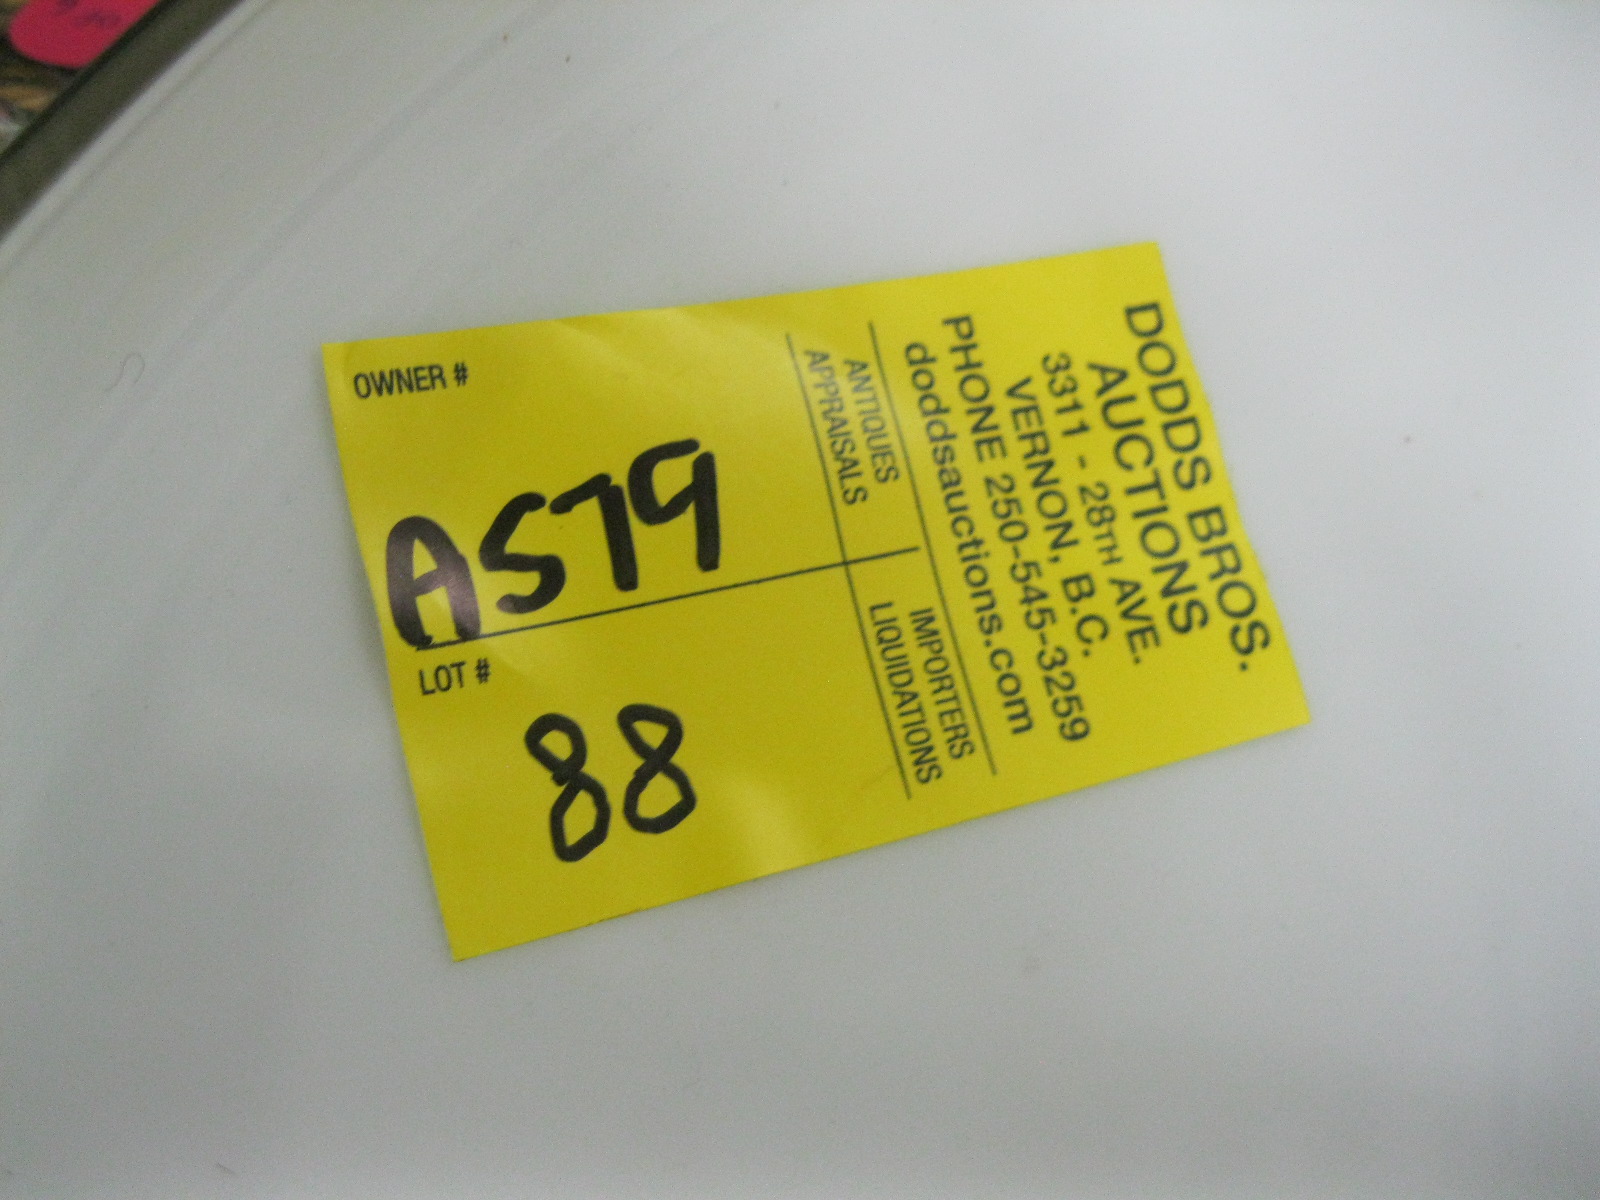 DODDS BROS.
AUCTIONS
3311 - 28TH AVE.
VERNON, B.C.
PHONE 250-545-3259
doddsauctions.com
ANTIQUES
APPRAISALS
IMPORTERS
LIQUIDATIONS
OWNER #
A579
LOT #
88